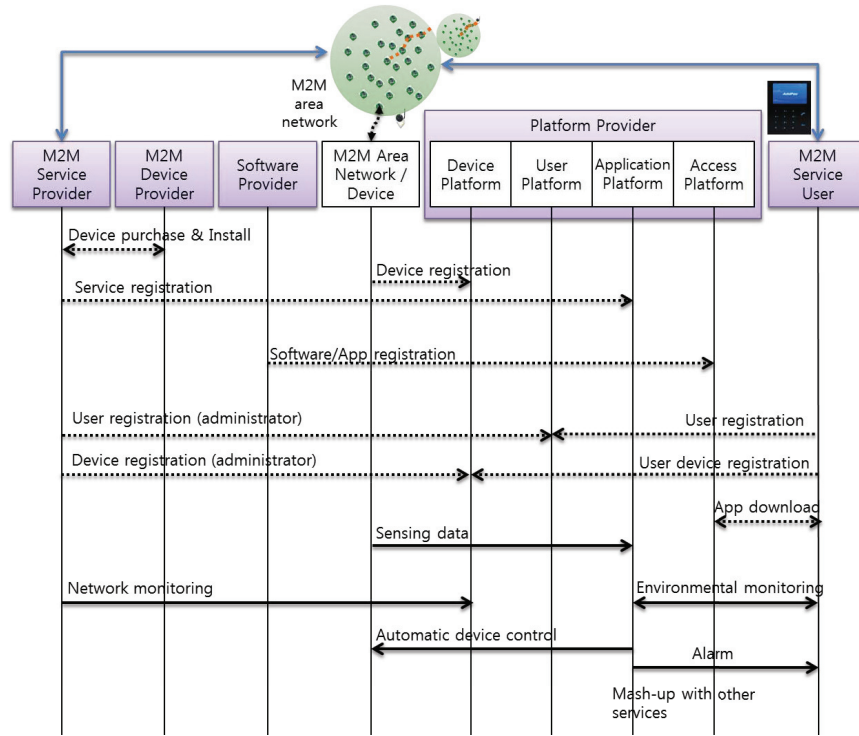 M2M
area
network
Platform Provider
M2M
Service
Provider
M2M
Device
Provider
Software
Provider
M2M Area
Network /
Device
Device
Platform
User
Platform
Application
Platform
Access
Platform
M2M
Service
User
Device purchase & Install
Device registration
Service registration
Software/App registration
User registration (administrator)
User registration
Device registration (administrator)
User device registration
App download
Sensing data
Network monitoring
Environmental monitoring
Automatic device control
Alarm
Mash-up with other
services